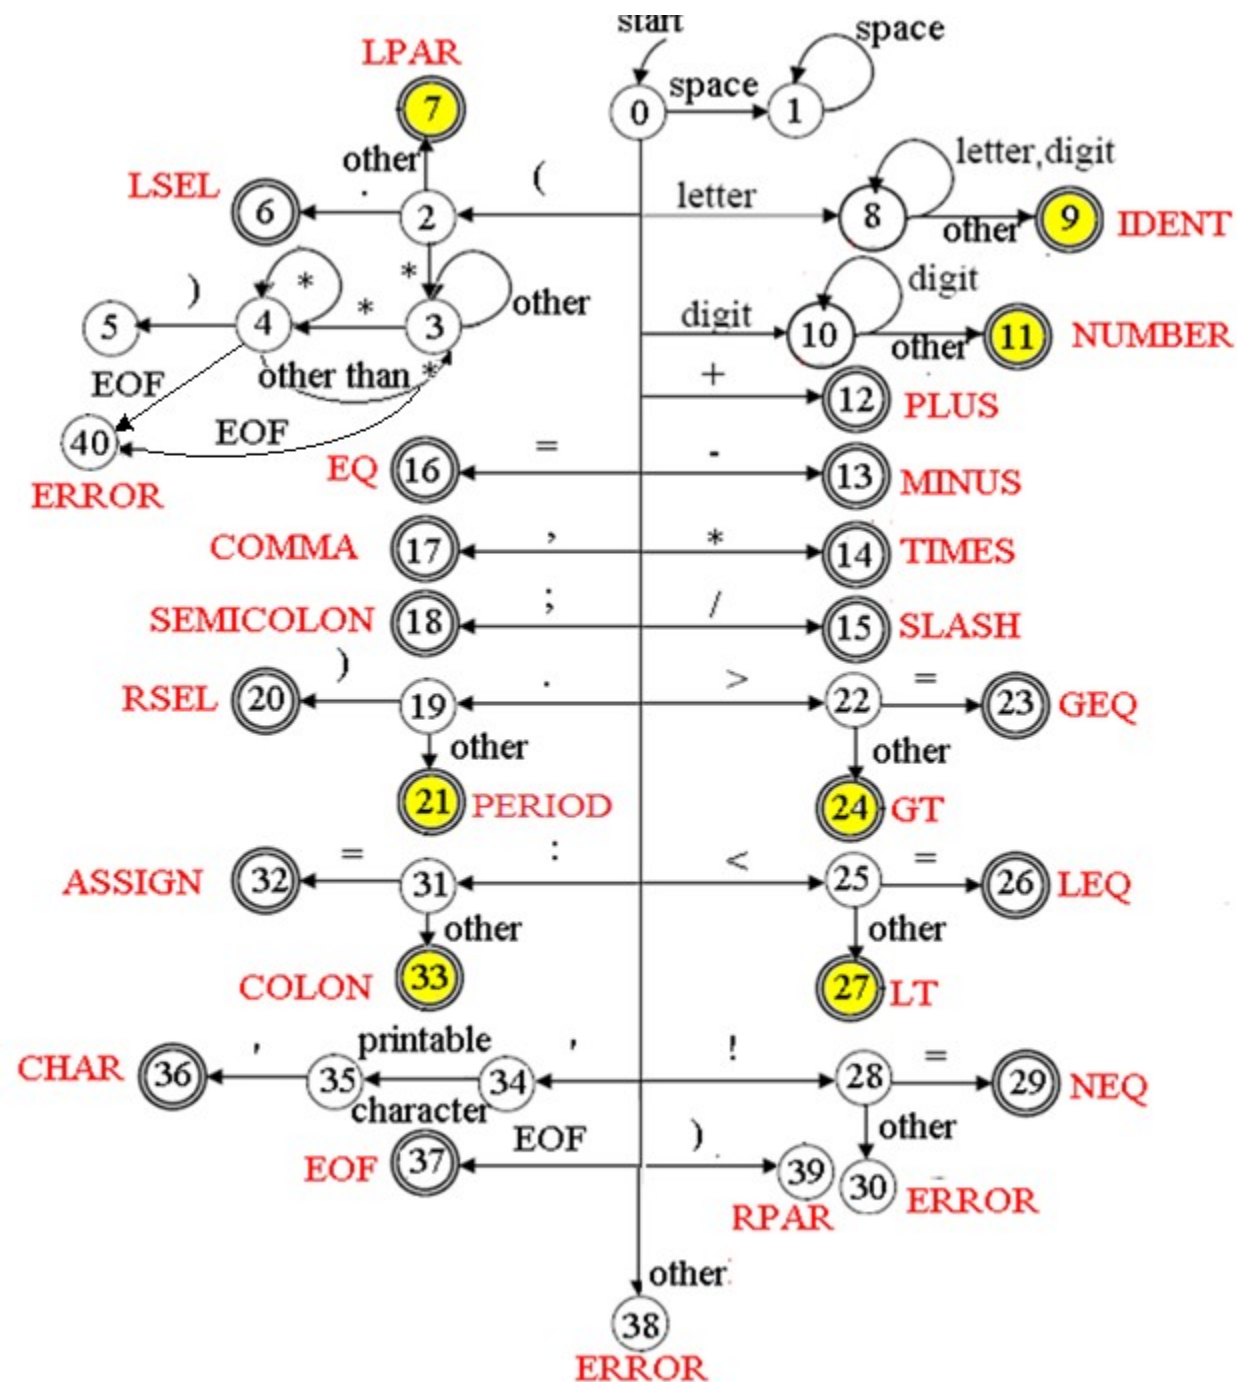 start
space
LPAR
space
7
0
1
other
letter,digit
LSEL
.
(
letter
6
2
8
other
9
IDENT
*
*
digit
)
*
other
5
4
3
digit
10
other
11
NUMBER
EOF
other than *
+
12
PLUS
40
EOF
ERROR
EQ
16
=
-
13
MINUS
COMMA
17
,
*
14
TIMES
SEMICOLON
18
;
/
15
SLASH
)
RSEL
20
19
.
>
22
=
23
GEQ
other
other
21
PERIOD
24
GT
ASSIGN
=
32
31
:
<
25
=
26
LEQ
other
other
COLON
33
27
LT
printable
CHAR
36
'
35
34
'
!
28
=
29
NEQ
character
other
EOF
37
EOF
)
39
30
ERROR
RPAR
other
38
ERROR